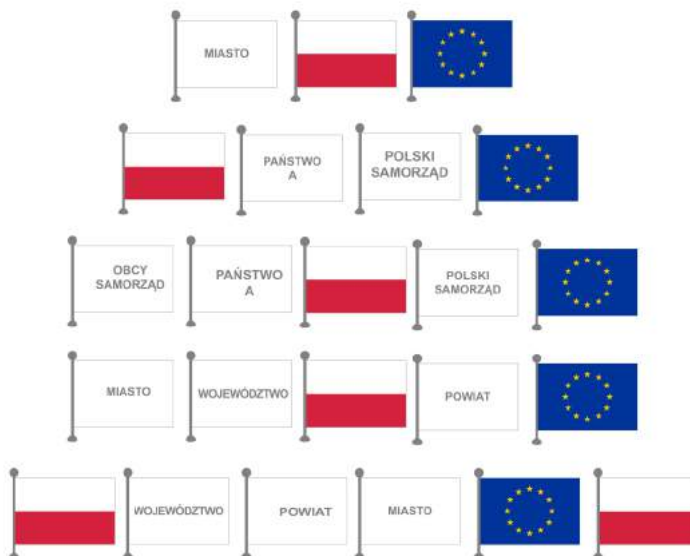 MIASTO
PAŃSTWO
A
POLSKI
SAMORZĄD
OBCY
SAMORZĄD
PAŃSTWO
A
POLSKI
SAMORZĄD
MIASTO
WOJEWÓDZTWO
POWIAT
WOJEWÓDZTWO
POWIAT
MIASTO